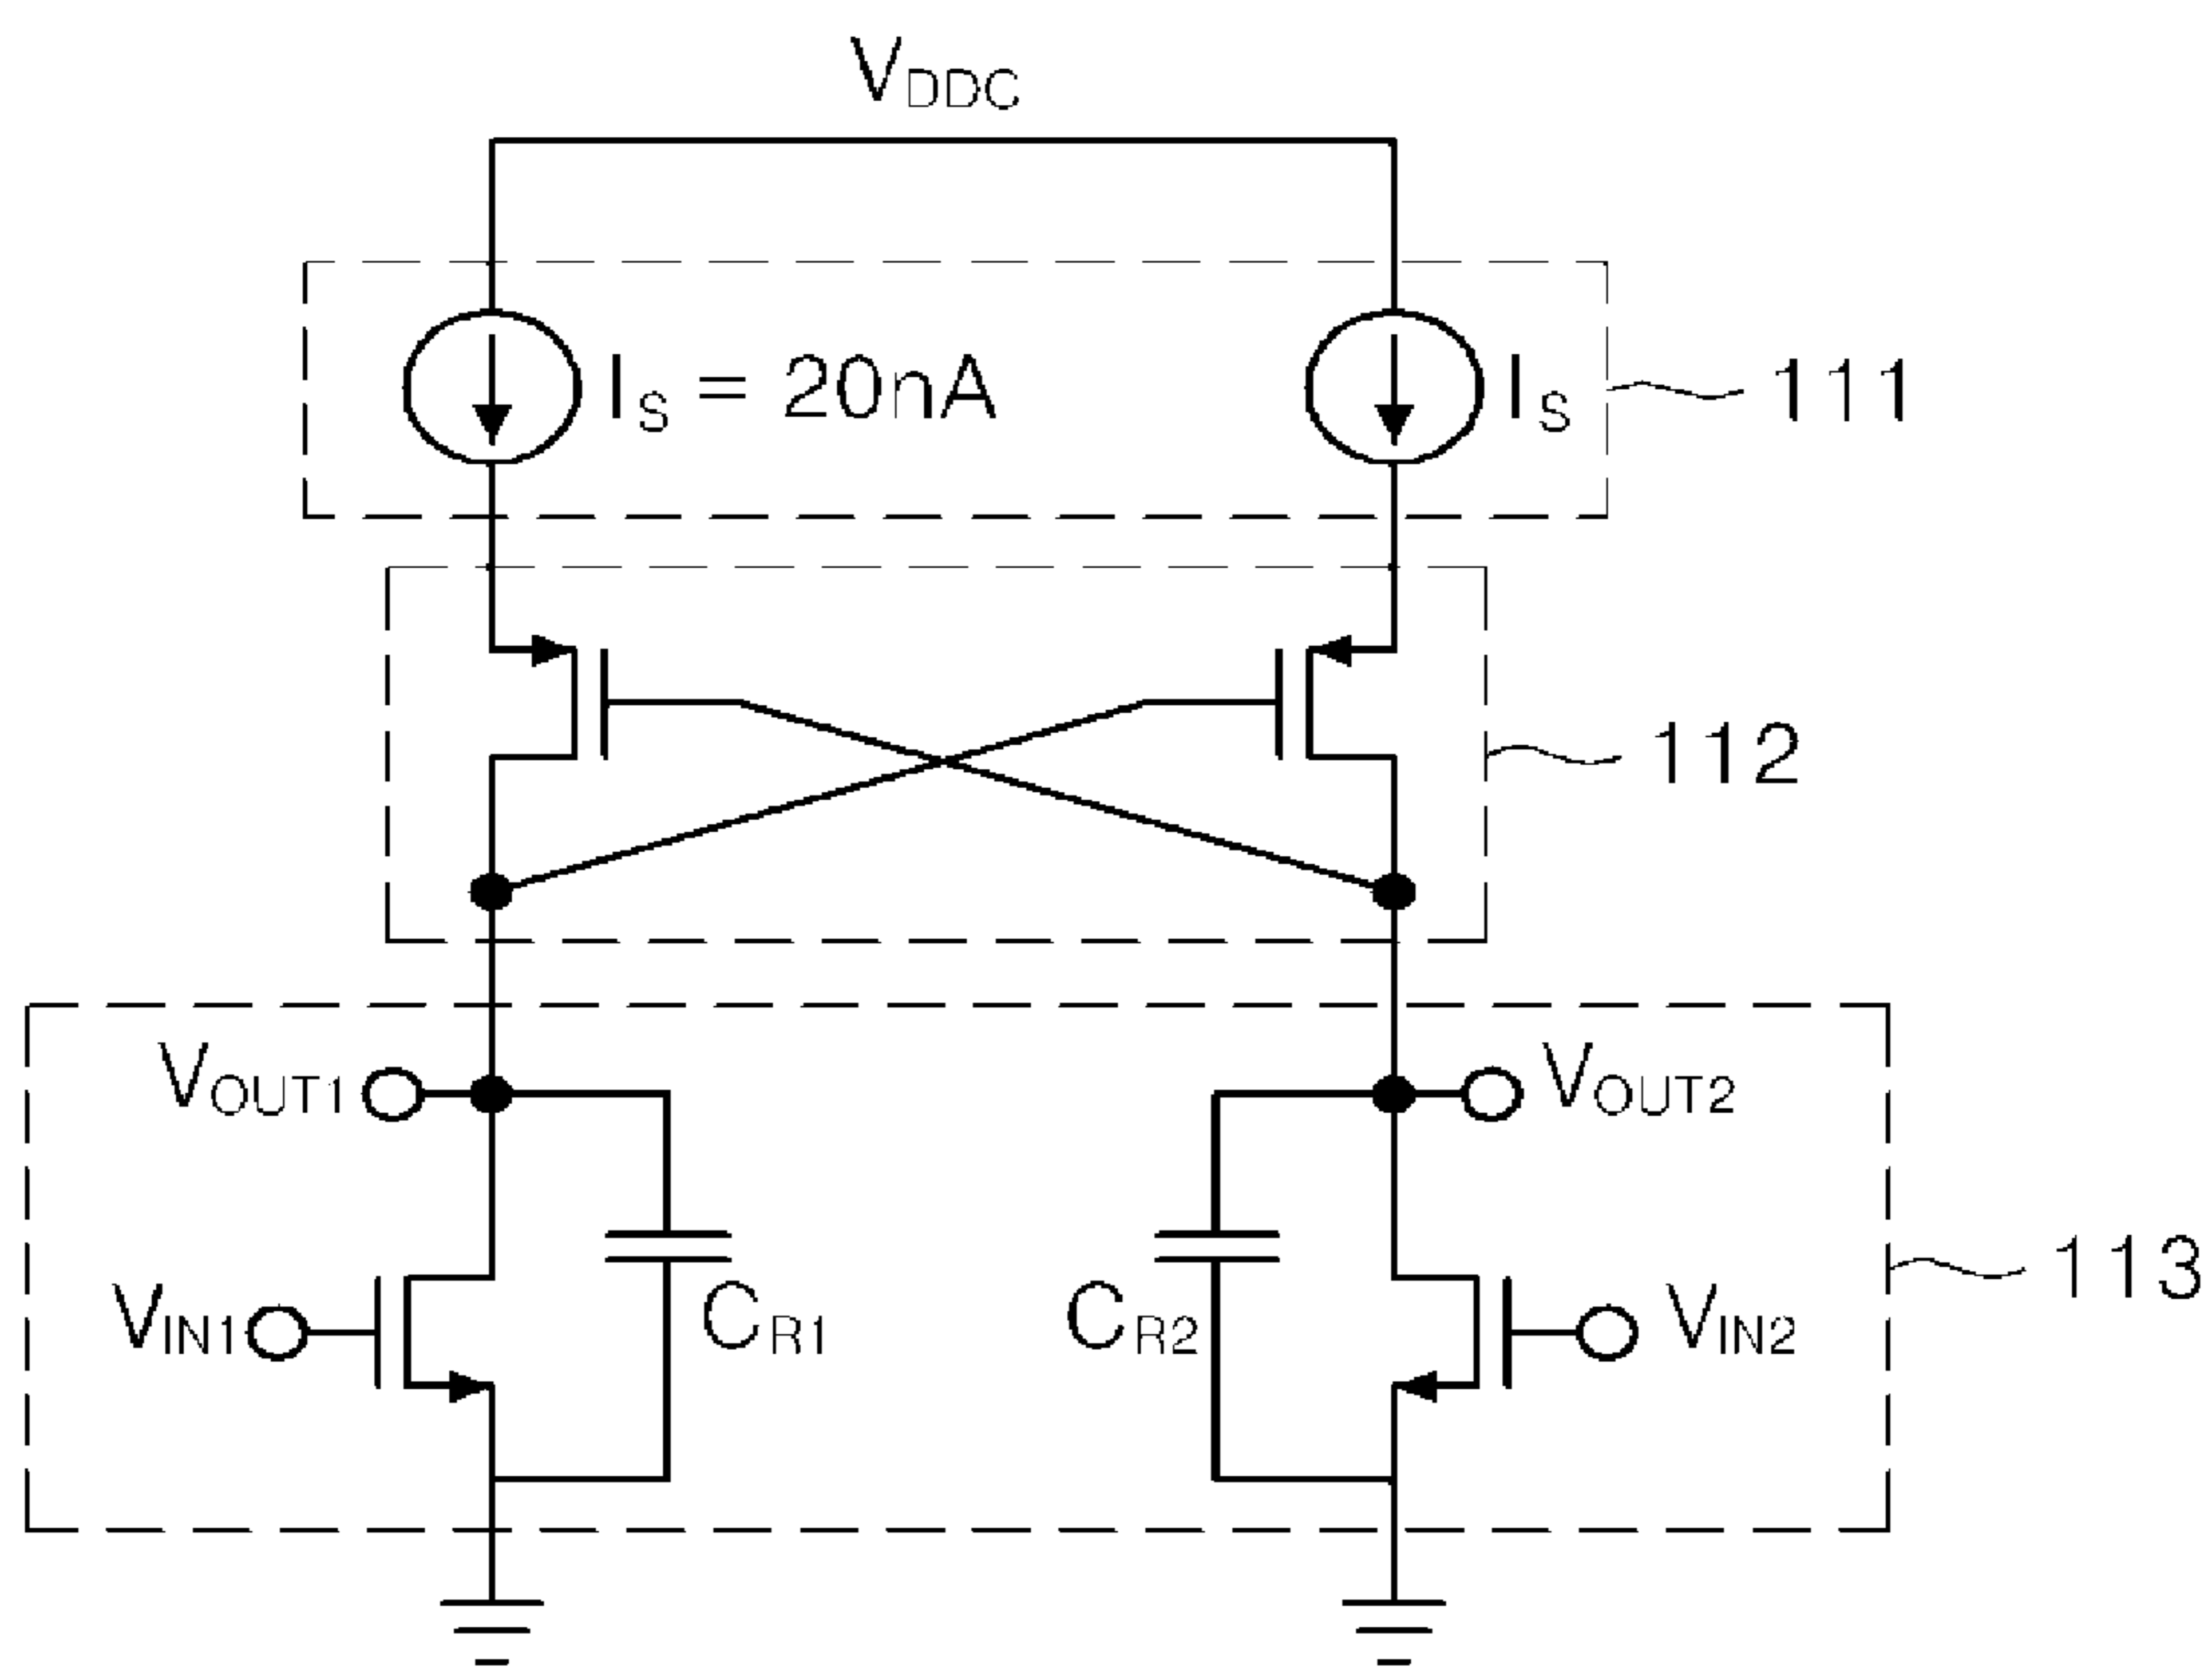 VDDC
IS = 20nA
IS
111
112
VOUT1
VOUT2
VIN1
CR1
CR2
VIN2
113